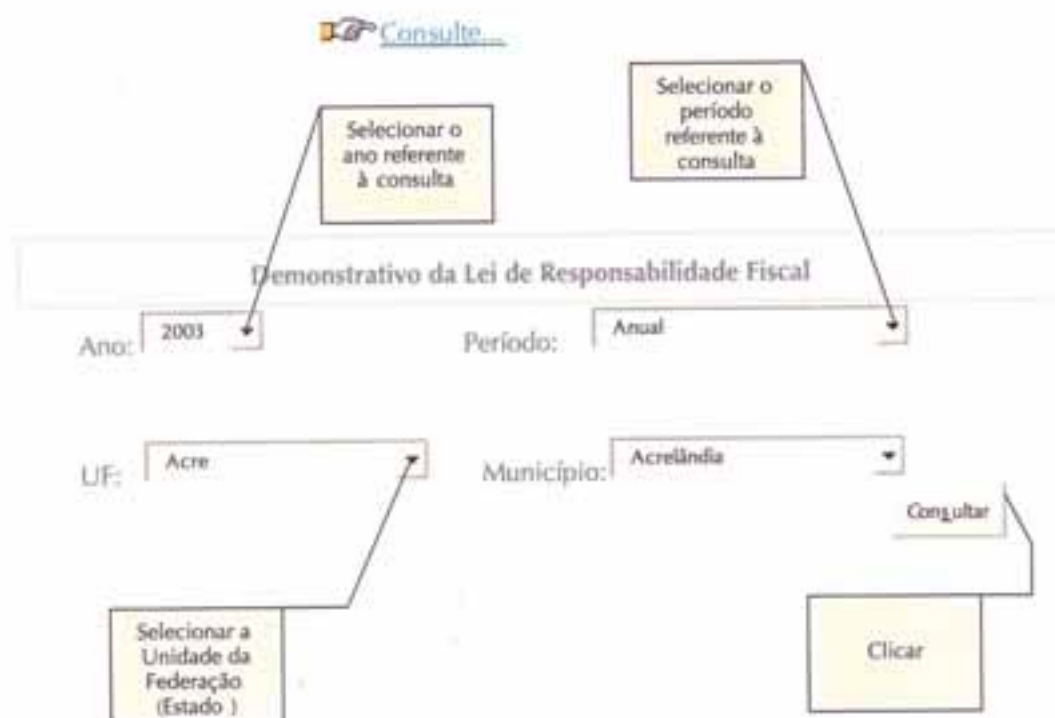 Consulte...
Selecionar o
ano referente
à consulta
Selecionar o
período
referente à
consulta
Demonstrativo da Lei de Responsabilidade Fiscal
Ano: 2003
Período: Anual
UF: Acre
Município: Acrelândia
Consultar
Selecionar a
Unidade da
Federação
(Estado )
Clicar